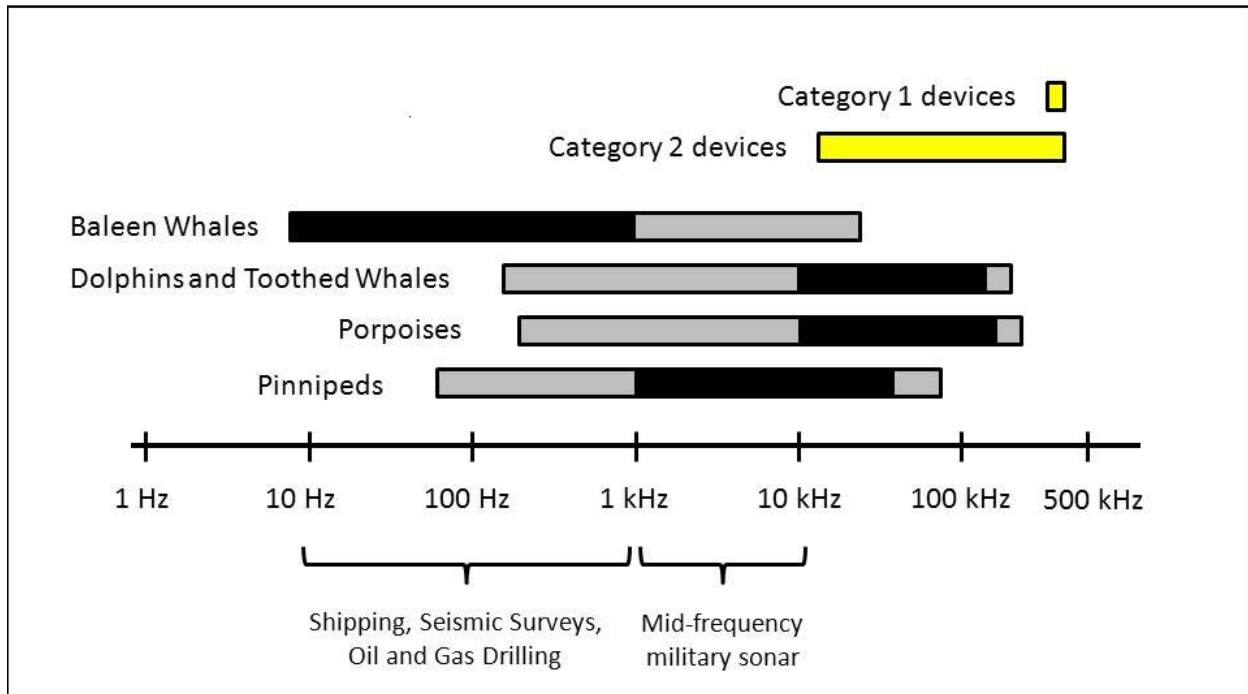 Category 1 devices
Category 2 devices
Baleen Whales
Dolphins and Toothed Whales
Porpoises
Pinnipeds
1 Hz 10 Hz 100 Hz 1 kHz 10 kHz 100 kHz 500 kHz
Shipping, Seismic Surveys,
Oil and Gas Drilling
Mid-frequency
military sonar